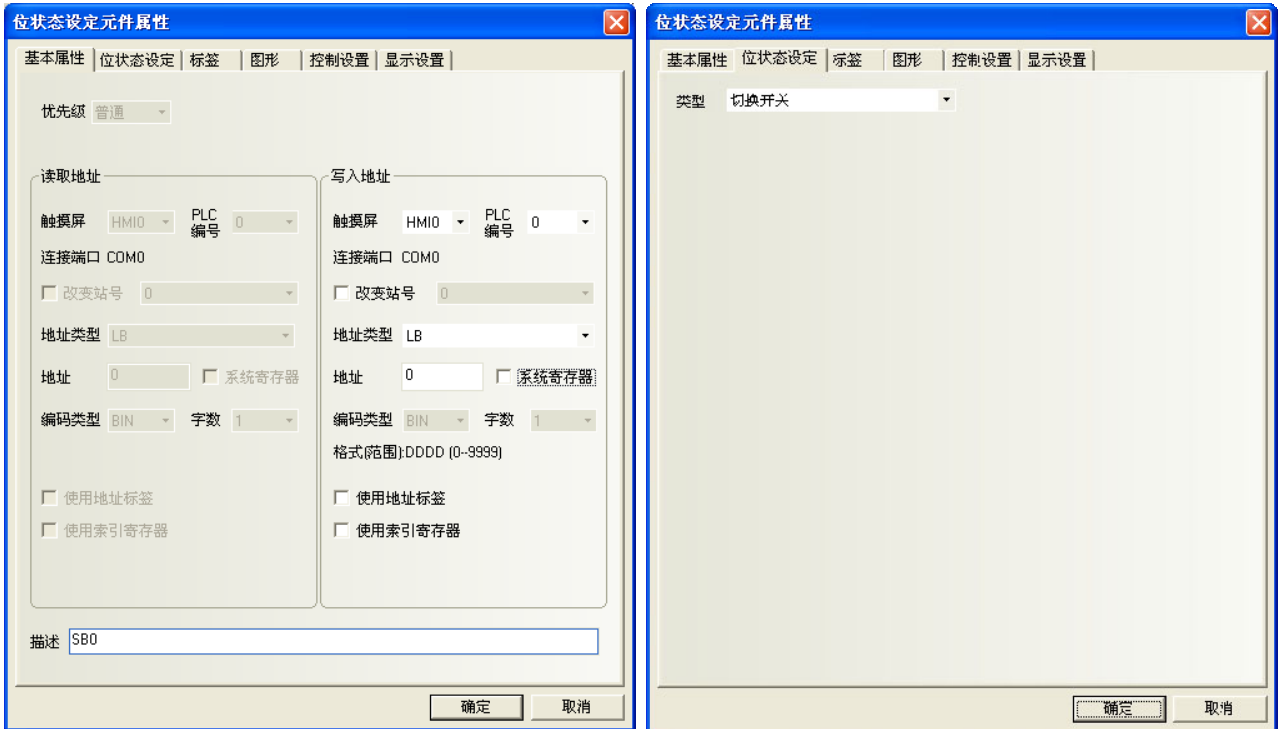 位状态设定元件属性
基本属性 位状态设定 标签 图形 控制设置 显示设置
优先级 普通
读取地址
触摸屏 HMI0 PLC编号 0
连接端口 COM0
改变站号 0
地址类型 LB
地址 0 系统寄存器
编码类型 BIN 字数 1
使用地址标签
使用索引寄存器
写入地址
触摸屏 HMI0 PLC编号 0
连接端口 COM0
改变站号 0
地址类型 LB
地址 0 系统寄存器
编码类型 BIN 字数 1
格式(范围):DDDD (0--9999)
使用地址标签
使用索引寄存器
描述 SB0
确定 取消
位状态设定元件属性
基本属性 位状态设定 标签 图形 控制设置 显示设置
类型 切换开关
确定 取消